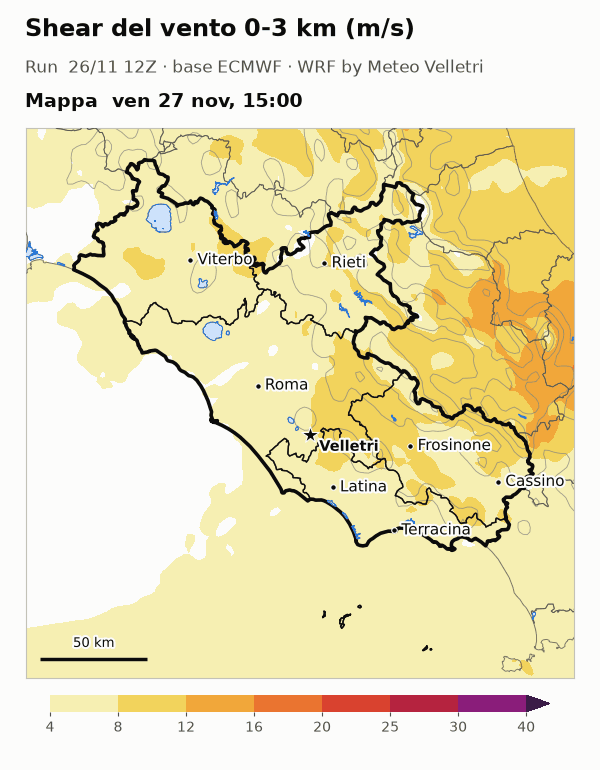 Shear del vento 0-3 km (m/s)
Run  26/11 12Z · base ECMWF · WRF by Meteo Velletri
Mappa  ven 27 nov, 15:00
Viterbo
Rieti
Roma
Velletri
Frosinone
Cassino
Latina
Terracina
50 km
4 8 12 16 20 25 30 40